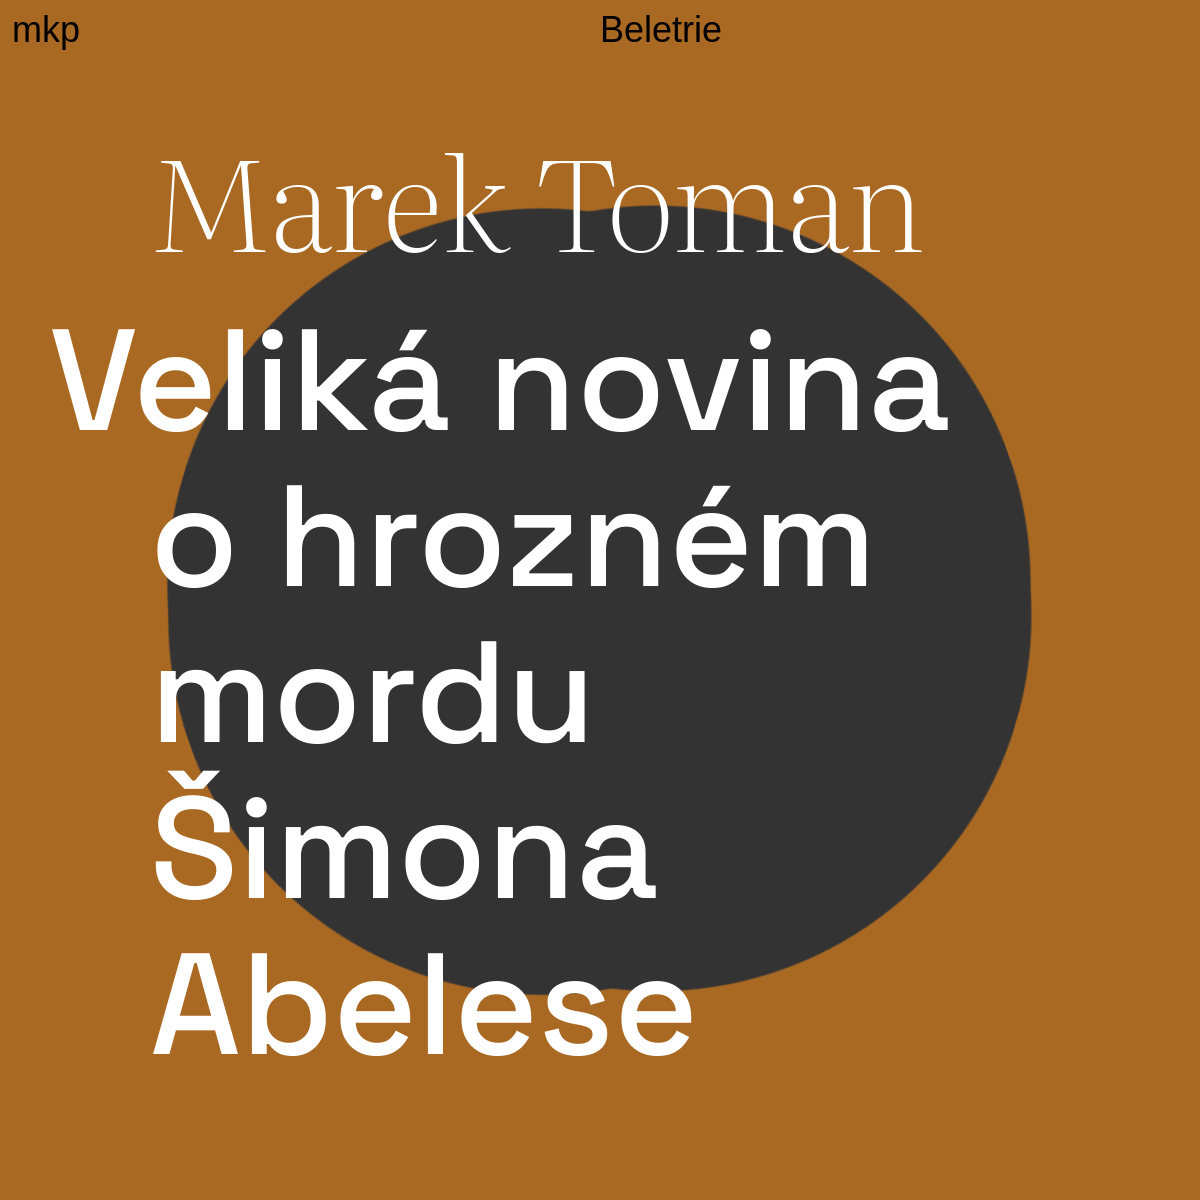 mkp
Beletrie
Marek Toman
Veliká novina
o hrozném
mordu
Šimona
Abelese